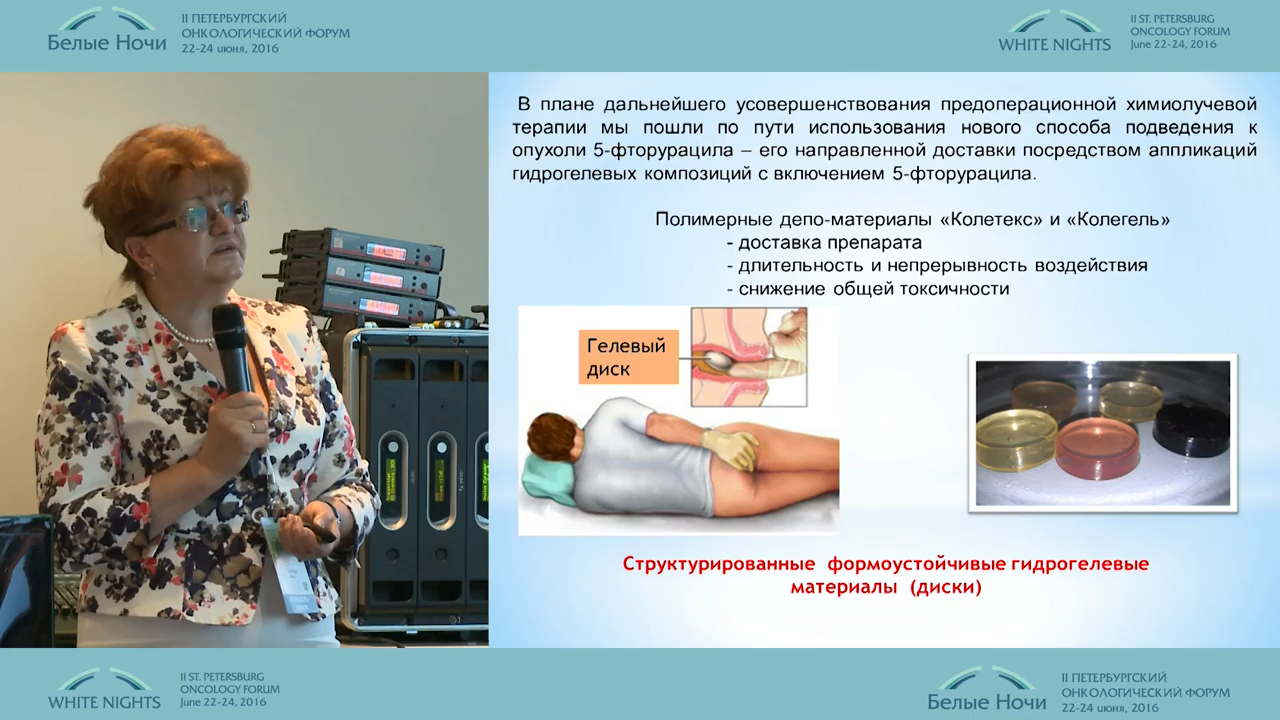 Белые Ночи
II ПЕТЕРБУРГСКИЙ
ОНКОЛОГИЧЕСКИЙ ФОРУМ
22-24 июня, 2016
WHITE NIGHTS
II ST. PETERSBURG
ONCOLOGY FORUM
June 22-24, 2016
В плане дальнейшего усовершенствования предоперационной химиолучевой
терапии мы пошли по пути использования нового способа подведения к
опухоли 5-фторурацила – его направленной доставки посредством аппликаций
гидрогелевых композиций с включением 5-фторурацила.
Полимерные депо-материалы «Колетекс» и «Колегель»
- доставка препарата
- длительность и непрерывность воздействия
- снижение общей токсичности
Гелевый
диск
Структурированные формоустойчивые гидрогелевые
материалы (диски)
WHITE NIGHTS
II ST. PETERSBURG
ONCOLOGY FORUM
June 22-24, 2016
Белые Ночи
II ПЕТЕРБУРГСКИЙ
ОНКОЛОГИЧЕСКИЙ ФОРУМ
22-24 июня, 2016